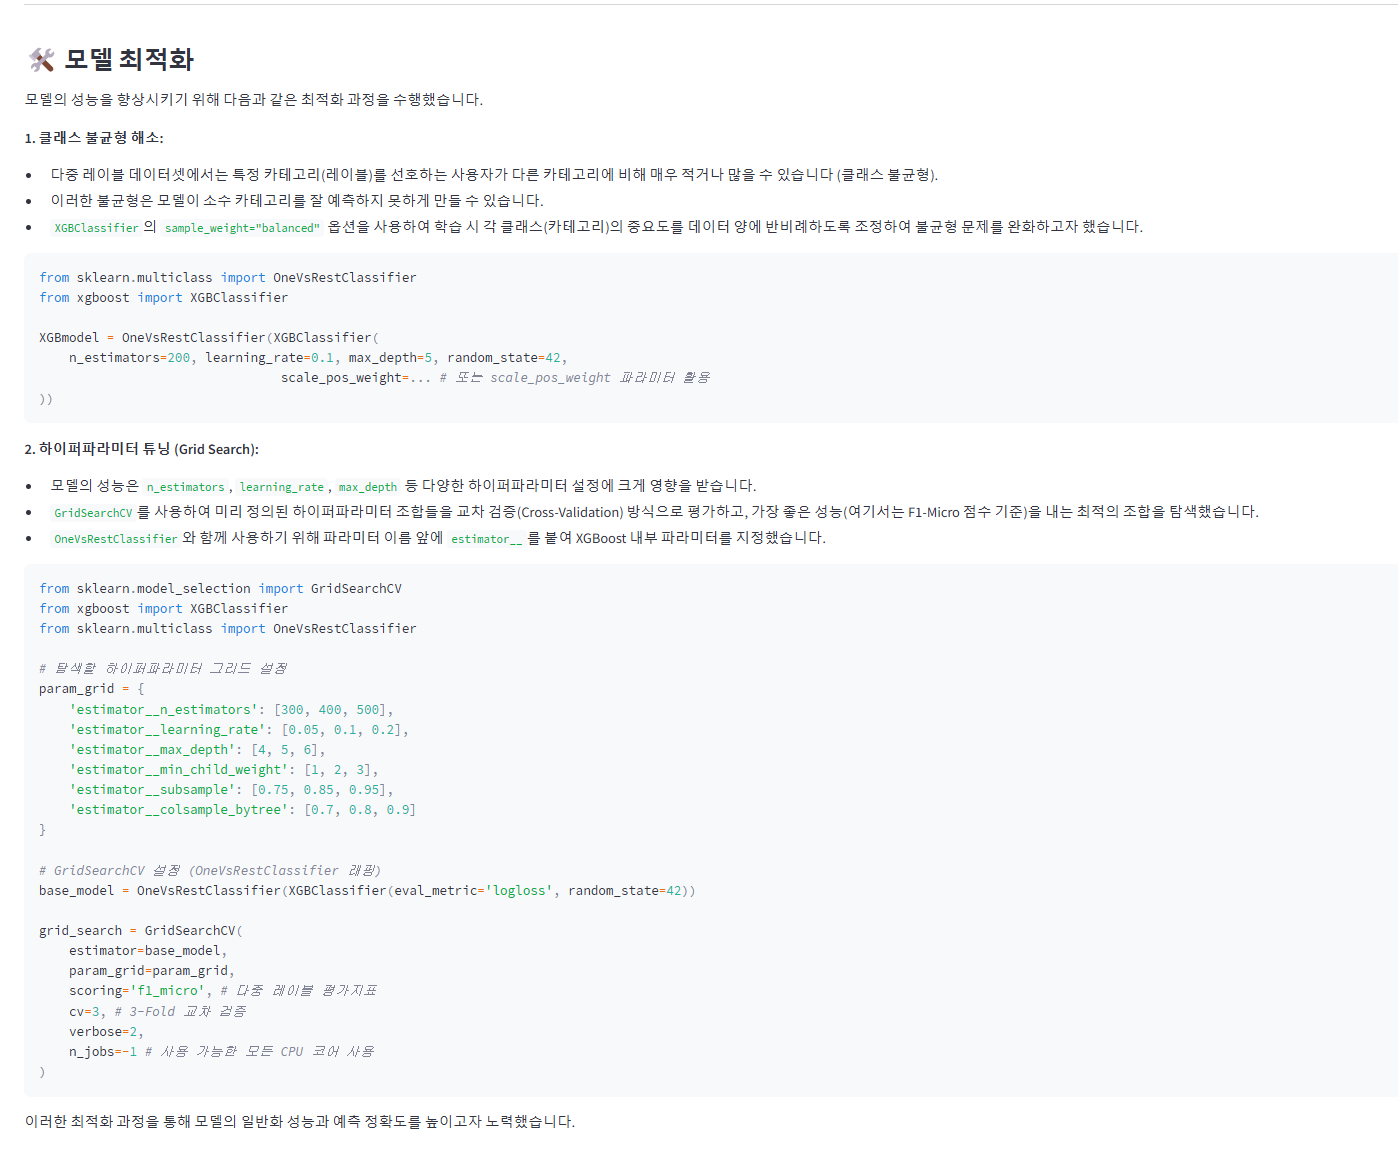 🛠 모델 최적화
모델의 성능을 향상시키기 위해 다음과 같은 최적화 과정을 수행했습니다.
1. 클래스 불균형 해소:
• 다중 레이블 데이터셋에서는 특정 카테고리(레이블)를 선호하는 사용자가 다른 카테고리에 비해 매우 적거나 많을 수 있습니다 (클래스 불균형).
• 이러한 불균형은 모델이 소수 카테고리를 잘 예측하지 못하게 만들 수 있습니다.
• XGBClassifier 의 sample_weight="balanced" 옵션을 사용하여 학습 시 각 클래스(카테고리)의 중요도를 데이터 양에 반비례하도록 조정하여 불균형 문제를 완화하고자 했습니다.
from sklearn.multiclass import OneVsRestClassifier
from xgboost import XGBClassifier
XGBmodel = OneVsRestClassifier(XGBClassifier(
    n_estimators=200, learning_rate=0.1, max_depth=5, random_state=42,
                                scale_pos_weight=... # 또는 scale_pos_weight 파라미터 활용
))
2. 하이퍼파라미터 튜닝 (Grid Search):
• 모델의 성능은 n_estimators , learning_rate , max_depth 등 다양한 하이퍼파라미터 설정에 크게 영향을 받습니다.
• GridSearchCV 를 사용하여 미리 정의된 하이퍼파라미터 조합들을 교차 검증(Cross-Validation) 방식으로 평가하고, 가장 좋은 성능(여기서는 F1-Micro 점수 기준)을 내는 최적의 조합을 탐색했습니다.
• OneVsRestClassifier 와 함께 사용하기 위해 파라미터 이름 앞에 estimator__ 를 붙여 XGBoost 내부 파라미터를 지정했습니다.
from sklearn.model_selection import GridSearchCV
from xgboost import XGBClassifier
from sklearn.multiclass import OneVsRestClassifier
# 탐색할 하이퍼파라미터 그리드 설정
param_grid = {
    'estimator__n_estimators': [300, 400, 500],
    'estimator__learning_rate': [0.05, 0.1, 0.2],
    'estimator__max_depth': [4, 5, 6],
    'estimator__min_child_weight': [1, 2, 3],
    'estimator__subsample': [0.75, 0.85, 0.95],
    'estimator__colsample_bytree': [0.7, 0.8, 0.9]
}
# GridSearchCV 설정 (OneVsRestClassifier 래핑)
base_model = OneVsRestClassifier(XGBClassifier(eval_metric='logloss', random_state=42))
grid_search = GridSearchCV(
    estimator=base_model,
    param_grid=param_grid,
    scoring='f1_micro', # 다중 레이블 평가지표
    cv=3, # 3-Fold 교차 검증
    verbose=2,
    n_jobs=-1 # 사용 가능한 모든 CPU 코어 사용
)
이러한 최적화 과정을 통해 모델의 일반화 성능과 예측 정확도를 높이고자 노력했습니다.